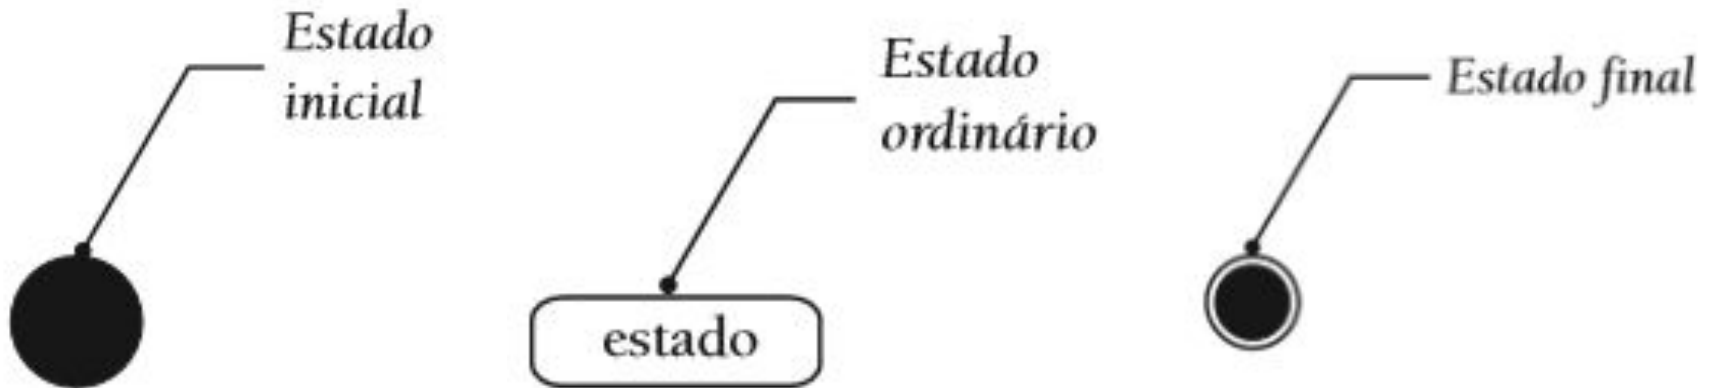 Estado
inicial
Estado
ordinário
estado
Estado final